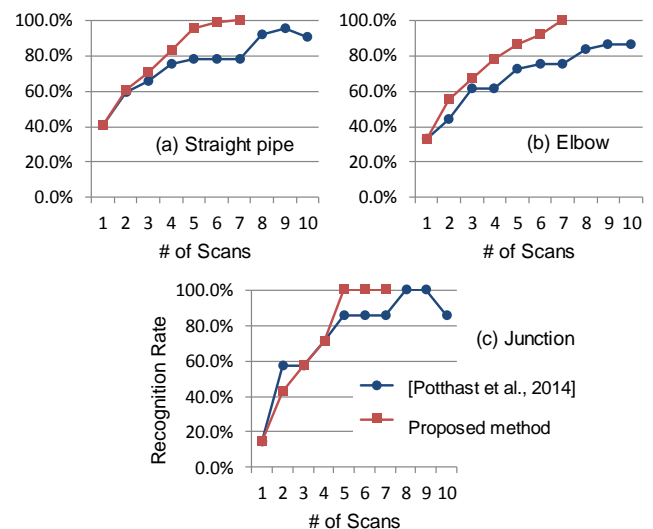 100.0%
80.0%
60.0%
40.0%
20.0%
0.0%
(a) Straight pipe
1 2 3 4 5 6 7 8 9 10
# of Scans
100.0%
80.0%
60.0%
40.0%
20.0%
0.0%
(b) Elbow
1 2 3 4 5 6 7 8 9 10
# of Scans
Recognition Rate
100.0%
80.0%
60.0%
40.0%
20.0%
0.0%
(c) Junction
[Potthast et al., 2014]
Proposed method
1 2 3 4 5 6 7 8 9 10
# of Scans